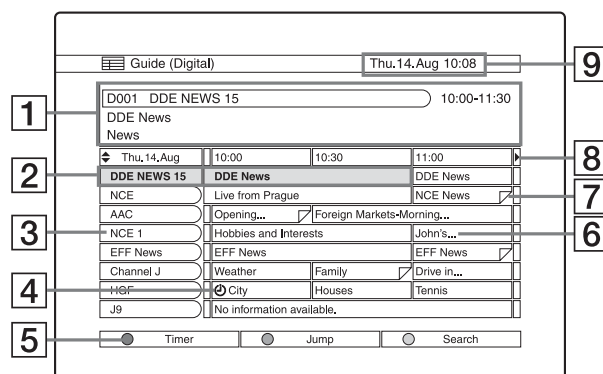 Guide (Digital) Thu.14.Aug 10:08 9
1 D001 DDE NEWS 15 10:00-11:30
DDE News
News
Thu.14.Aug 10:00 10:30 11:00 8
2 DDE NEWS 15 DDE News DDE News
NCE Live from Prague NCE News 7
AAC Opening... Foreign Markets-Morning...
3 NCE 1 Hobbies and Interests John's... 6
EFF News EFF News EFF News
Channel J Weather Family Drive in...
4 HGF City Houses Tennis
J9 No information available.
5 Timer Jump Search